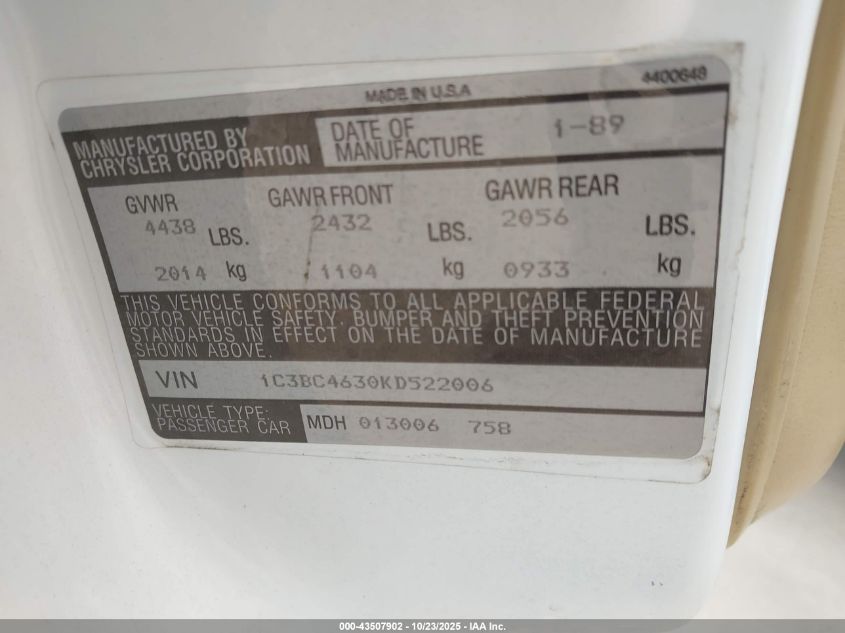 MADE IN U.S.A
4400649
MANUFACTURED BY
CHRYSLER CORPORATION
DATE OF
MANUFACTURE
1-89
GVWR
GAWR FRONT
GAWR REAR
4438 LBS.
2432 LBS.
2056 LBS.
2014 kg
1104 kg
0933 kg
THIS VEHICLE CONFORMS TO ALL APPLICABLE FEDERAL
MOTOR VEHICLE SAFETY, BUMPER AND THEFT PREVENTION
STANDARDS IN EFFECT ON THE DATE OF MANUFACTURE
SHOWN ABOVE.
VIN 1C3BC4630KD522006
VEHICLE TYPE:
PASSENGER CAR
MDH 013006 758
000-43507902 - 10/23/2025 - IAA Inc.